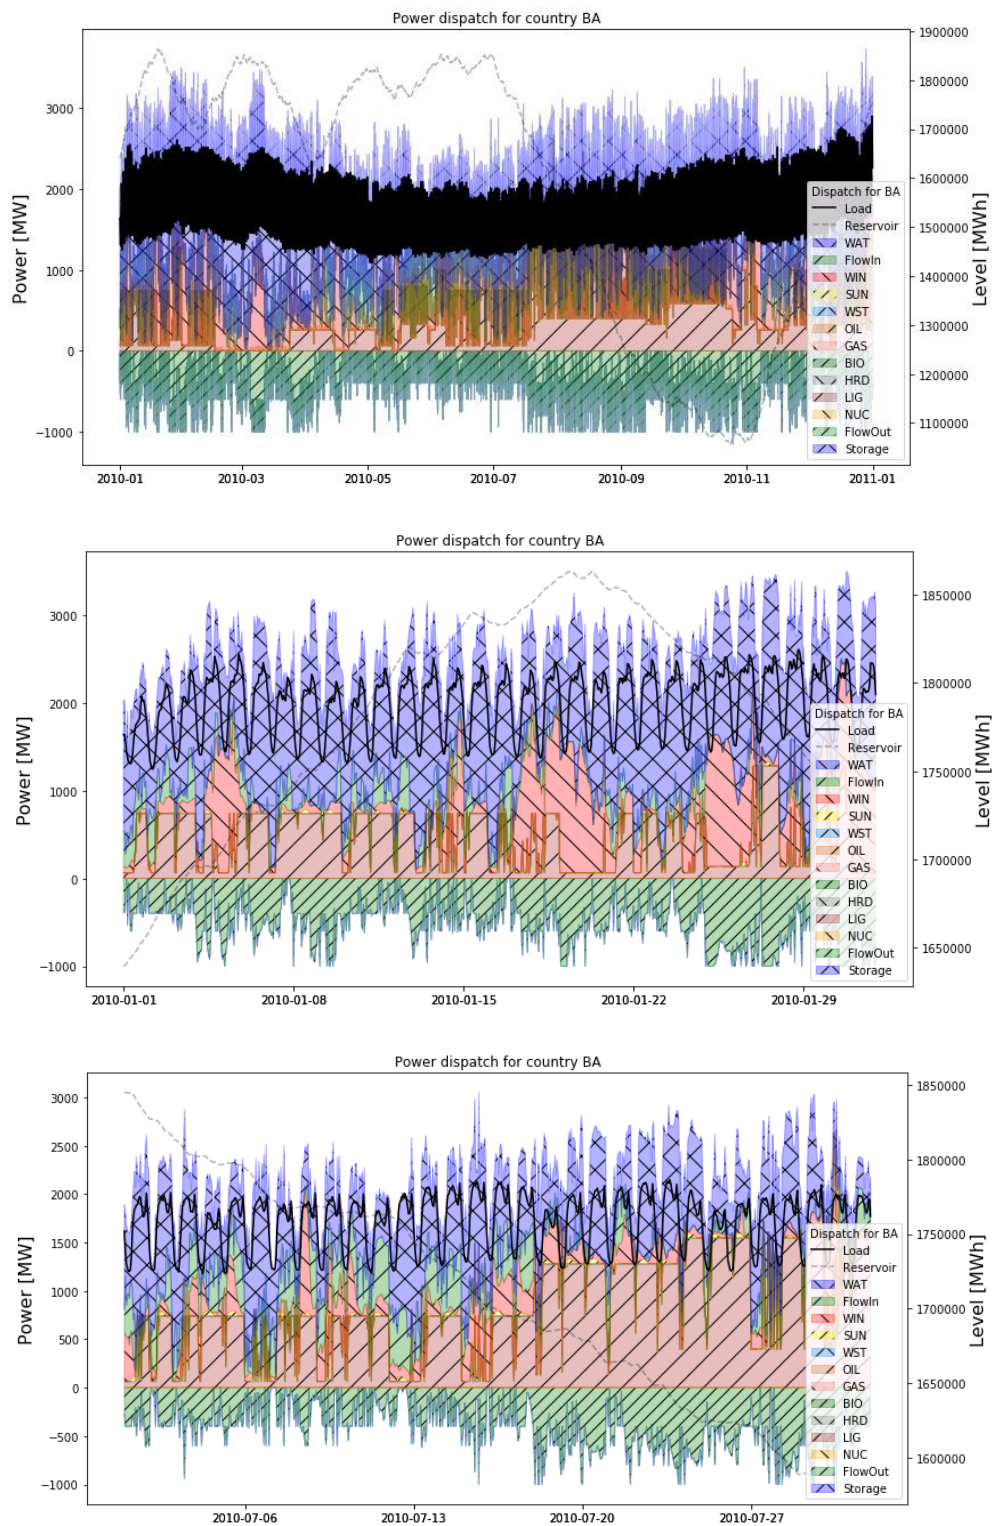 Power dispatch for country BA
Power [MW]
3000
2000
1000
0
−1000
2010-01
2010-03
2010-05
2010-07
2010-09
2010-11
2011-01
1900000
1800000
1700000
1600000
1500000
1400000
1300000
1200000
1100000
Level [MWh]
Dispatch for BA
Load
Reservoir
WAT
FlowIn
WIN
SUN
WST
OIL
GAS
BIO
HRD
LIG
NUC
FlowOut
Storage
Power dispatch for country BA
Power [MW]
3000
2000
1000
0
−1000
2010-01-01
2010-01-08
2010-01-15
2010-01-22
2010-01-29
1850000
1800000
1750000
1700000
1650000
Level [MWh]
Dispatch for BA
Load
Reservoir
WAT
FlowIn
WIN
SUN
WST
OIL
GAS
BIO
HRD
LIG
NUC
FlowOut
Storage
Power dispatch for country BA
Power [MW]
3000
2500
2000
1500
1000
500
0
−500
−1000
2010-07-06
2010-07-13
2010-07-20
2010-07-27
1850000
1800000
1750000
1700000
1650000
1600000
Level [MWh]
Dispatch for BA
Load
Reservoir
WAT
FlowIn
WIN
SUN
WST
OIL
GAS
BIO
HRD
LIG
NUC
FlowOut
Storage